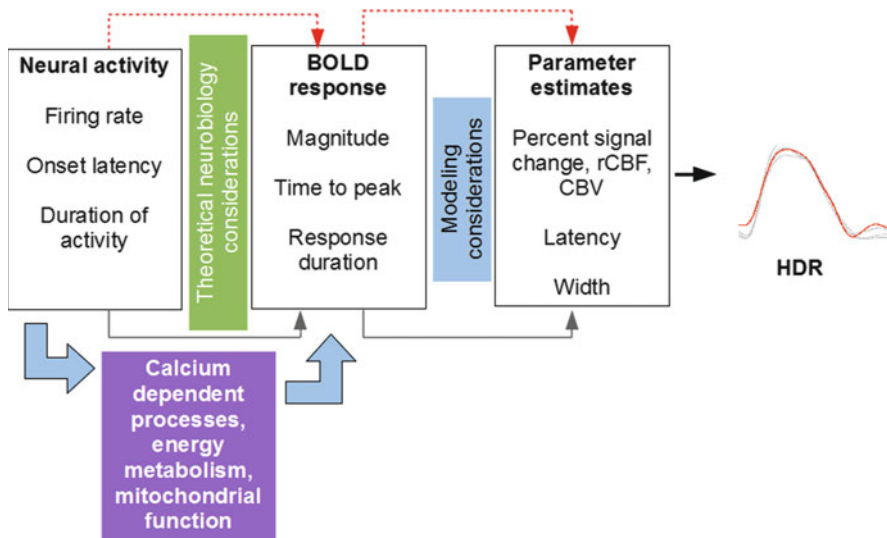 Neural activity
Firing rate
Onset latency
Duration of
activity
Theoretical neurobiology
considerations
BOLD
response
Magnitude
Time to peak
Response
duration
Modeling
considerations
Parameter
estimates
Percent signal
change, rCBF,
CBV
Latency
Width
HDR
Calcium
dependent
processes,
energy
metabolism,
mitochondrial
function